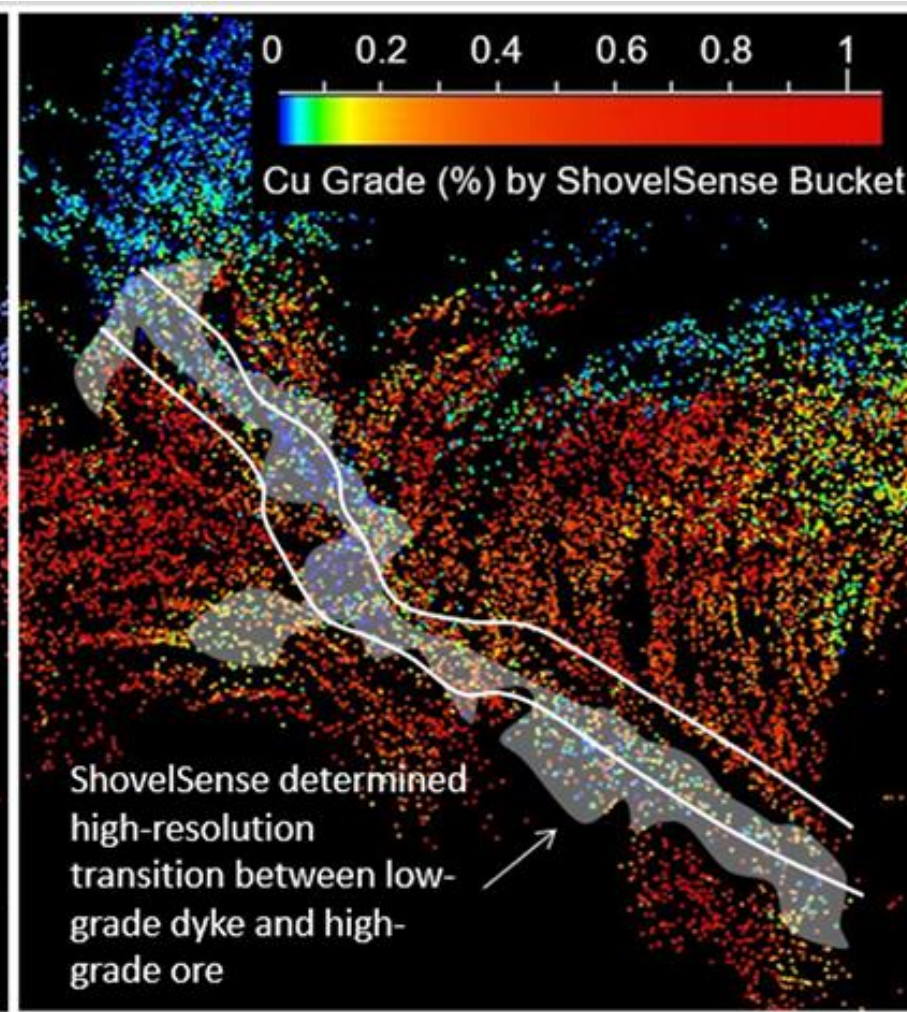 0 0.2 0.4 0.6 0.8 1
Cu Grade (%) by ShovelSense Bucket
ShovelSense determined
high-resolution
transition between low-
grade dyke and high-
grade ore